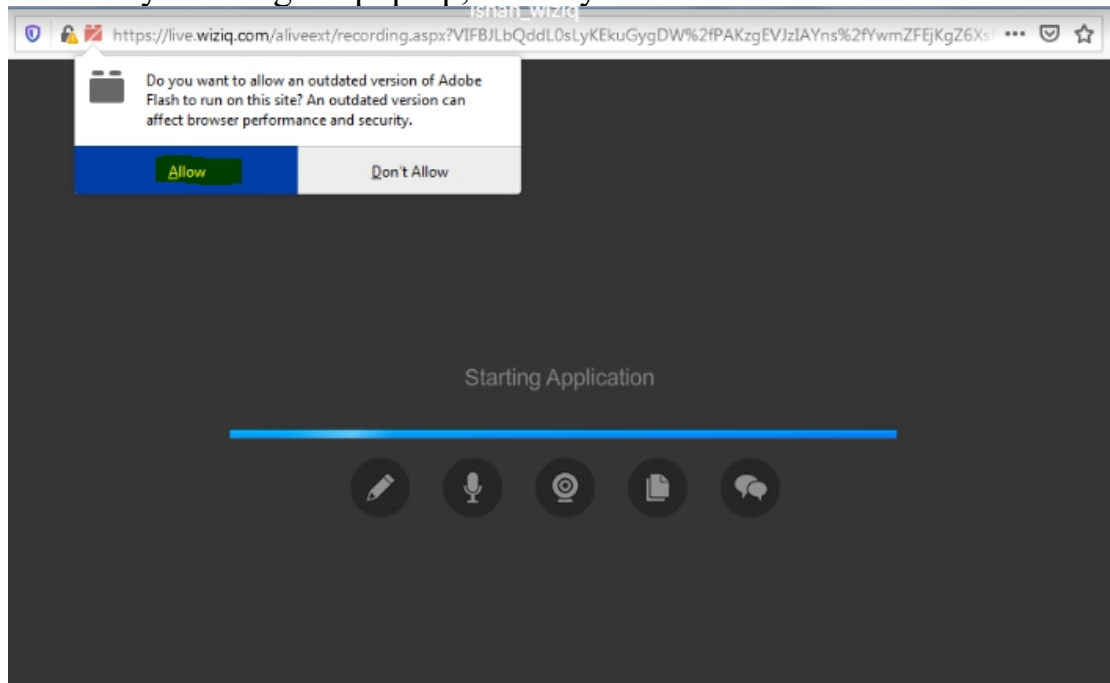 ishan_wiziq
https://live.wiziq.com/aliveext/recording.aspx?VIFBJLbQddL0sLyKEkuGygDW%2fPAKzgEVJzIAYns%2fYwmZFEjKgZ6Xs
Do you want to allow an outdated version of Adobe
Flash to run on this site? An outdated version can
affect browser performance and security.
Allow
Don't Allow
Starting Application